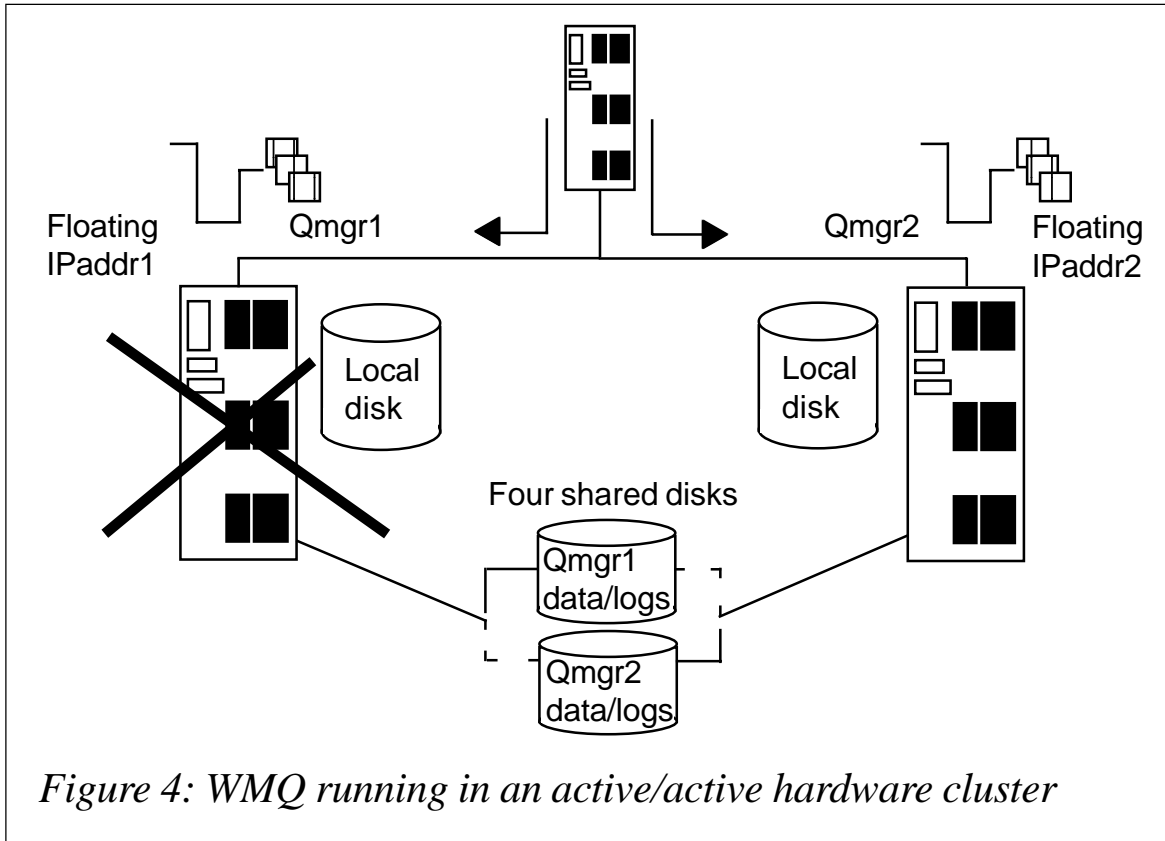 Floating
IPaddr1
Qmgr1
Qmgr2
Floating
IPaddr2
Local
disk
Local
disk
Four shared disks
Qmgr1
data/logs
Qmgr2
data/logs
Figure 4: WMQ running in an active/active hardware cluster